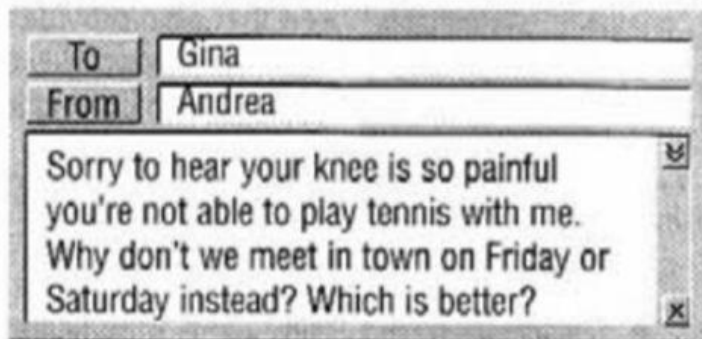 To Gina
From Andrea
Sorry to hear your knee is so painful
you're not able to play tennis with me.
Why don't we meet in town on Friday or
Saturday instead? Which is better?